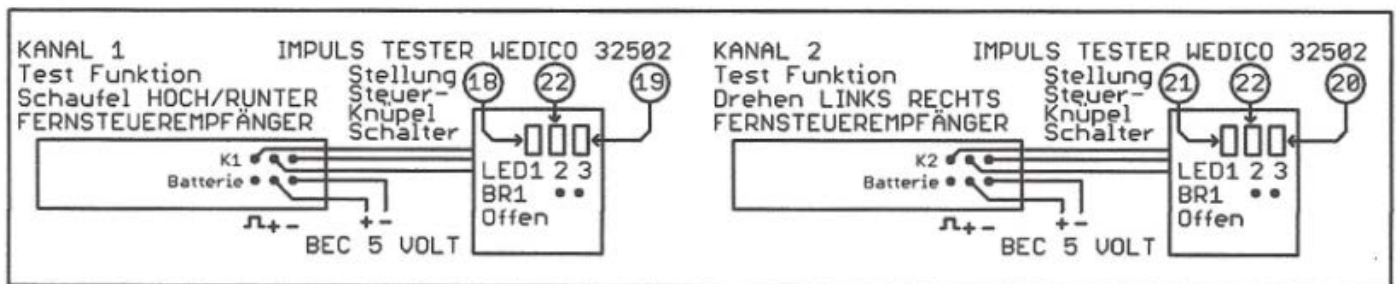 KANAL 1 IMPULS TESTER WEDICO 32502
Test Funktion
Schaufel HOCH/RUNTER
FERNSTEUEREMPFÄNGER
Stellung
Steuer-
Knüpel
Schalter
18 22 19
K1
Batterie
LED1 2 3
BR1
Offen
+ -
+ -
BEC 5 VOLT
KANAL 2 IMPULS TESTER WEDICO 32502
Test Funktion
Drehen LINKS RECHTS
FERNSTEUEREMPFÄNGER
Stellung
Steuer-
Knüpel
Schalter
21 22 20
K2
Batterie
LED1 2 3
BR1
Offen
+ -
+ -
BEC 5 VOLT